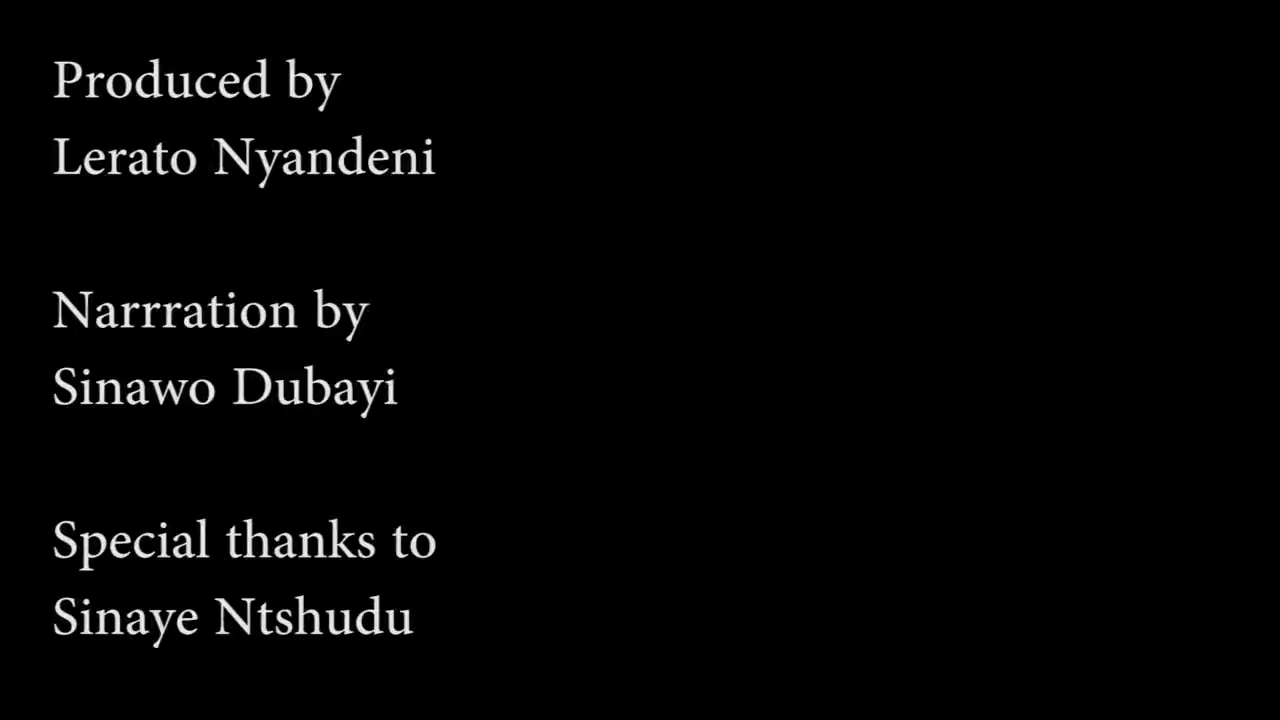 Produced by
Lerato Nyandeni
Narrration by
Sinawo Dubayi
Special thanks to
Sinaye Ntshudu